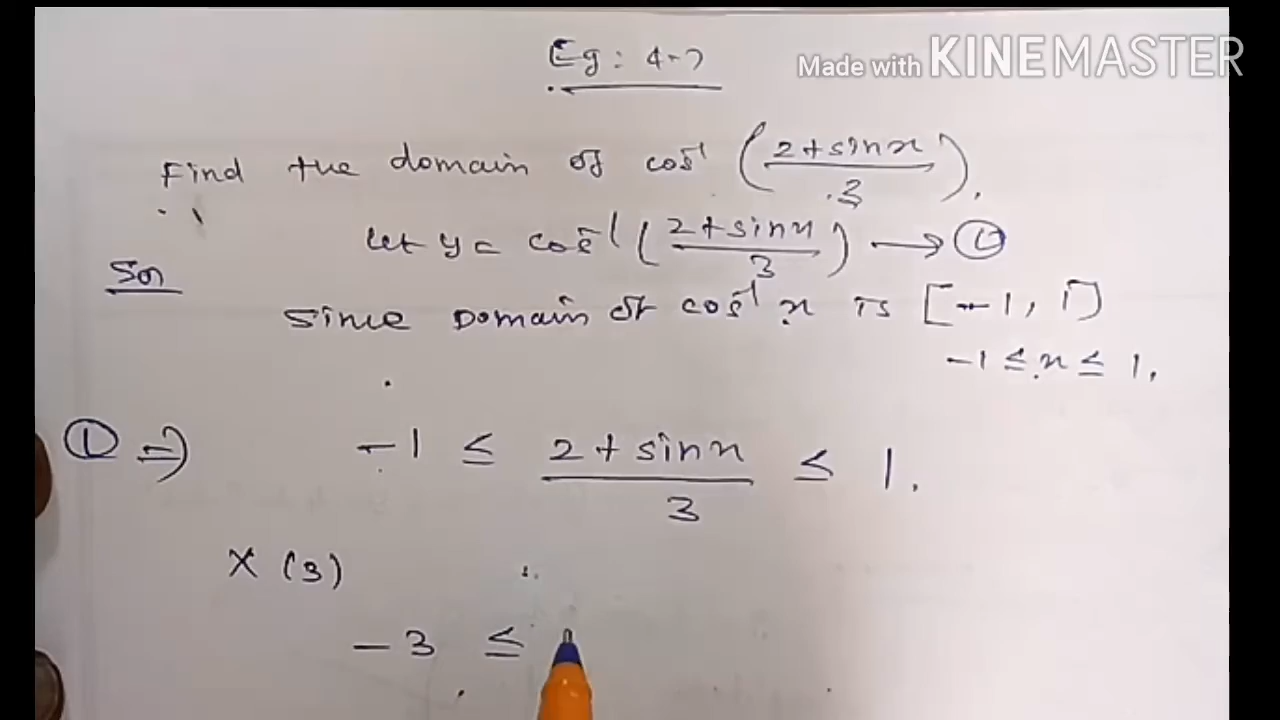 Eg: 4.7
Made with KINEMASTER
Find the domain of cos⁻¹ (2+sinx/3).
Let y = cos⁻¹ (2+sinx/3) → ①
Son
Since Domain of cos⁻¹ x is [-1, 1]
-1 ≤ x ≤ 1.
① ⇒ -1 ≤ 2+sinx/3 ≤ 1.
X (3)
-3 ≤